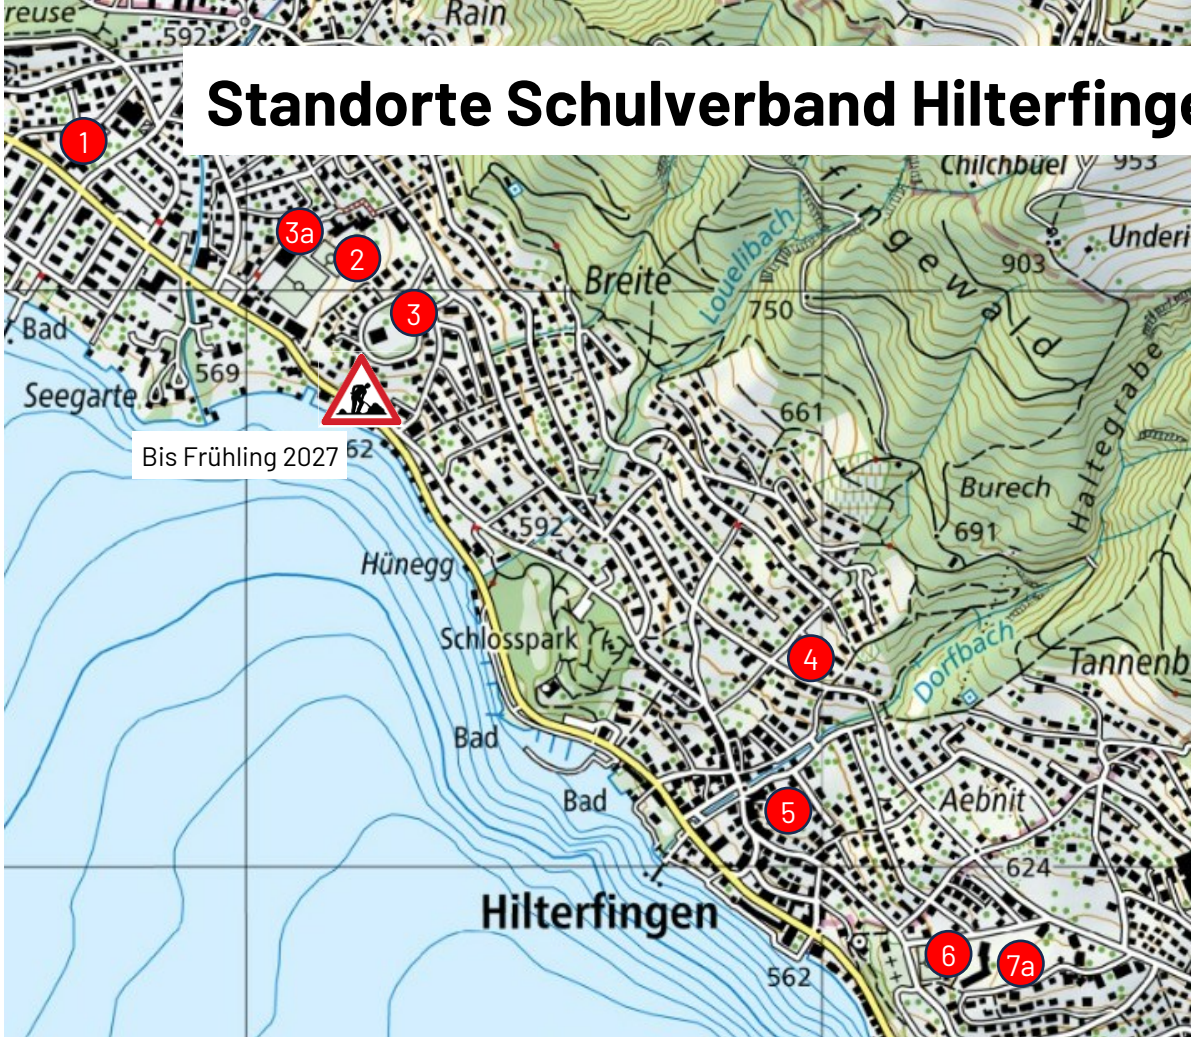 reuse
592
Rain
Standorte Schulverband Hilterfinge
1
Chilchbüel
953
3a
2
fingewald
Underi
Louelibach
Breite
903
3
750
Bad
569
Seegarte
Haltegrabe
661
Bis Frühling 2027
62
Burech
592
691
Hünegg
Schlosspark
4
Dorfbach
Tannenb
Bad
Bad
5
Aebnit
624
Hilterfingen
6
7a
562